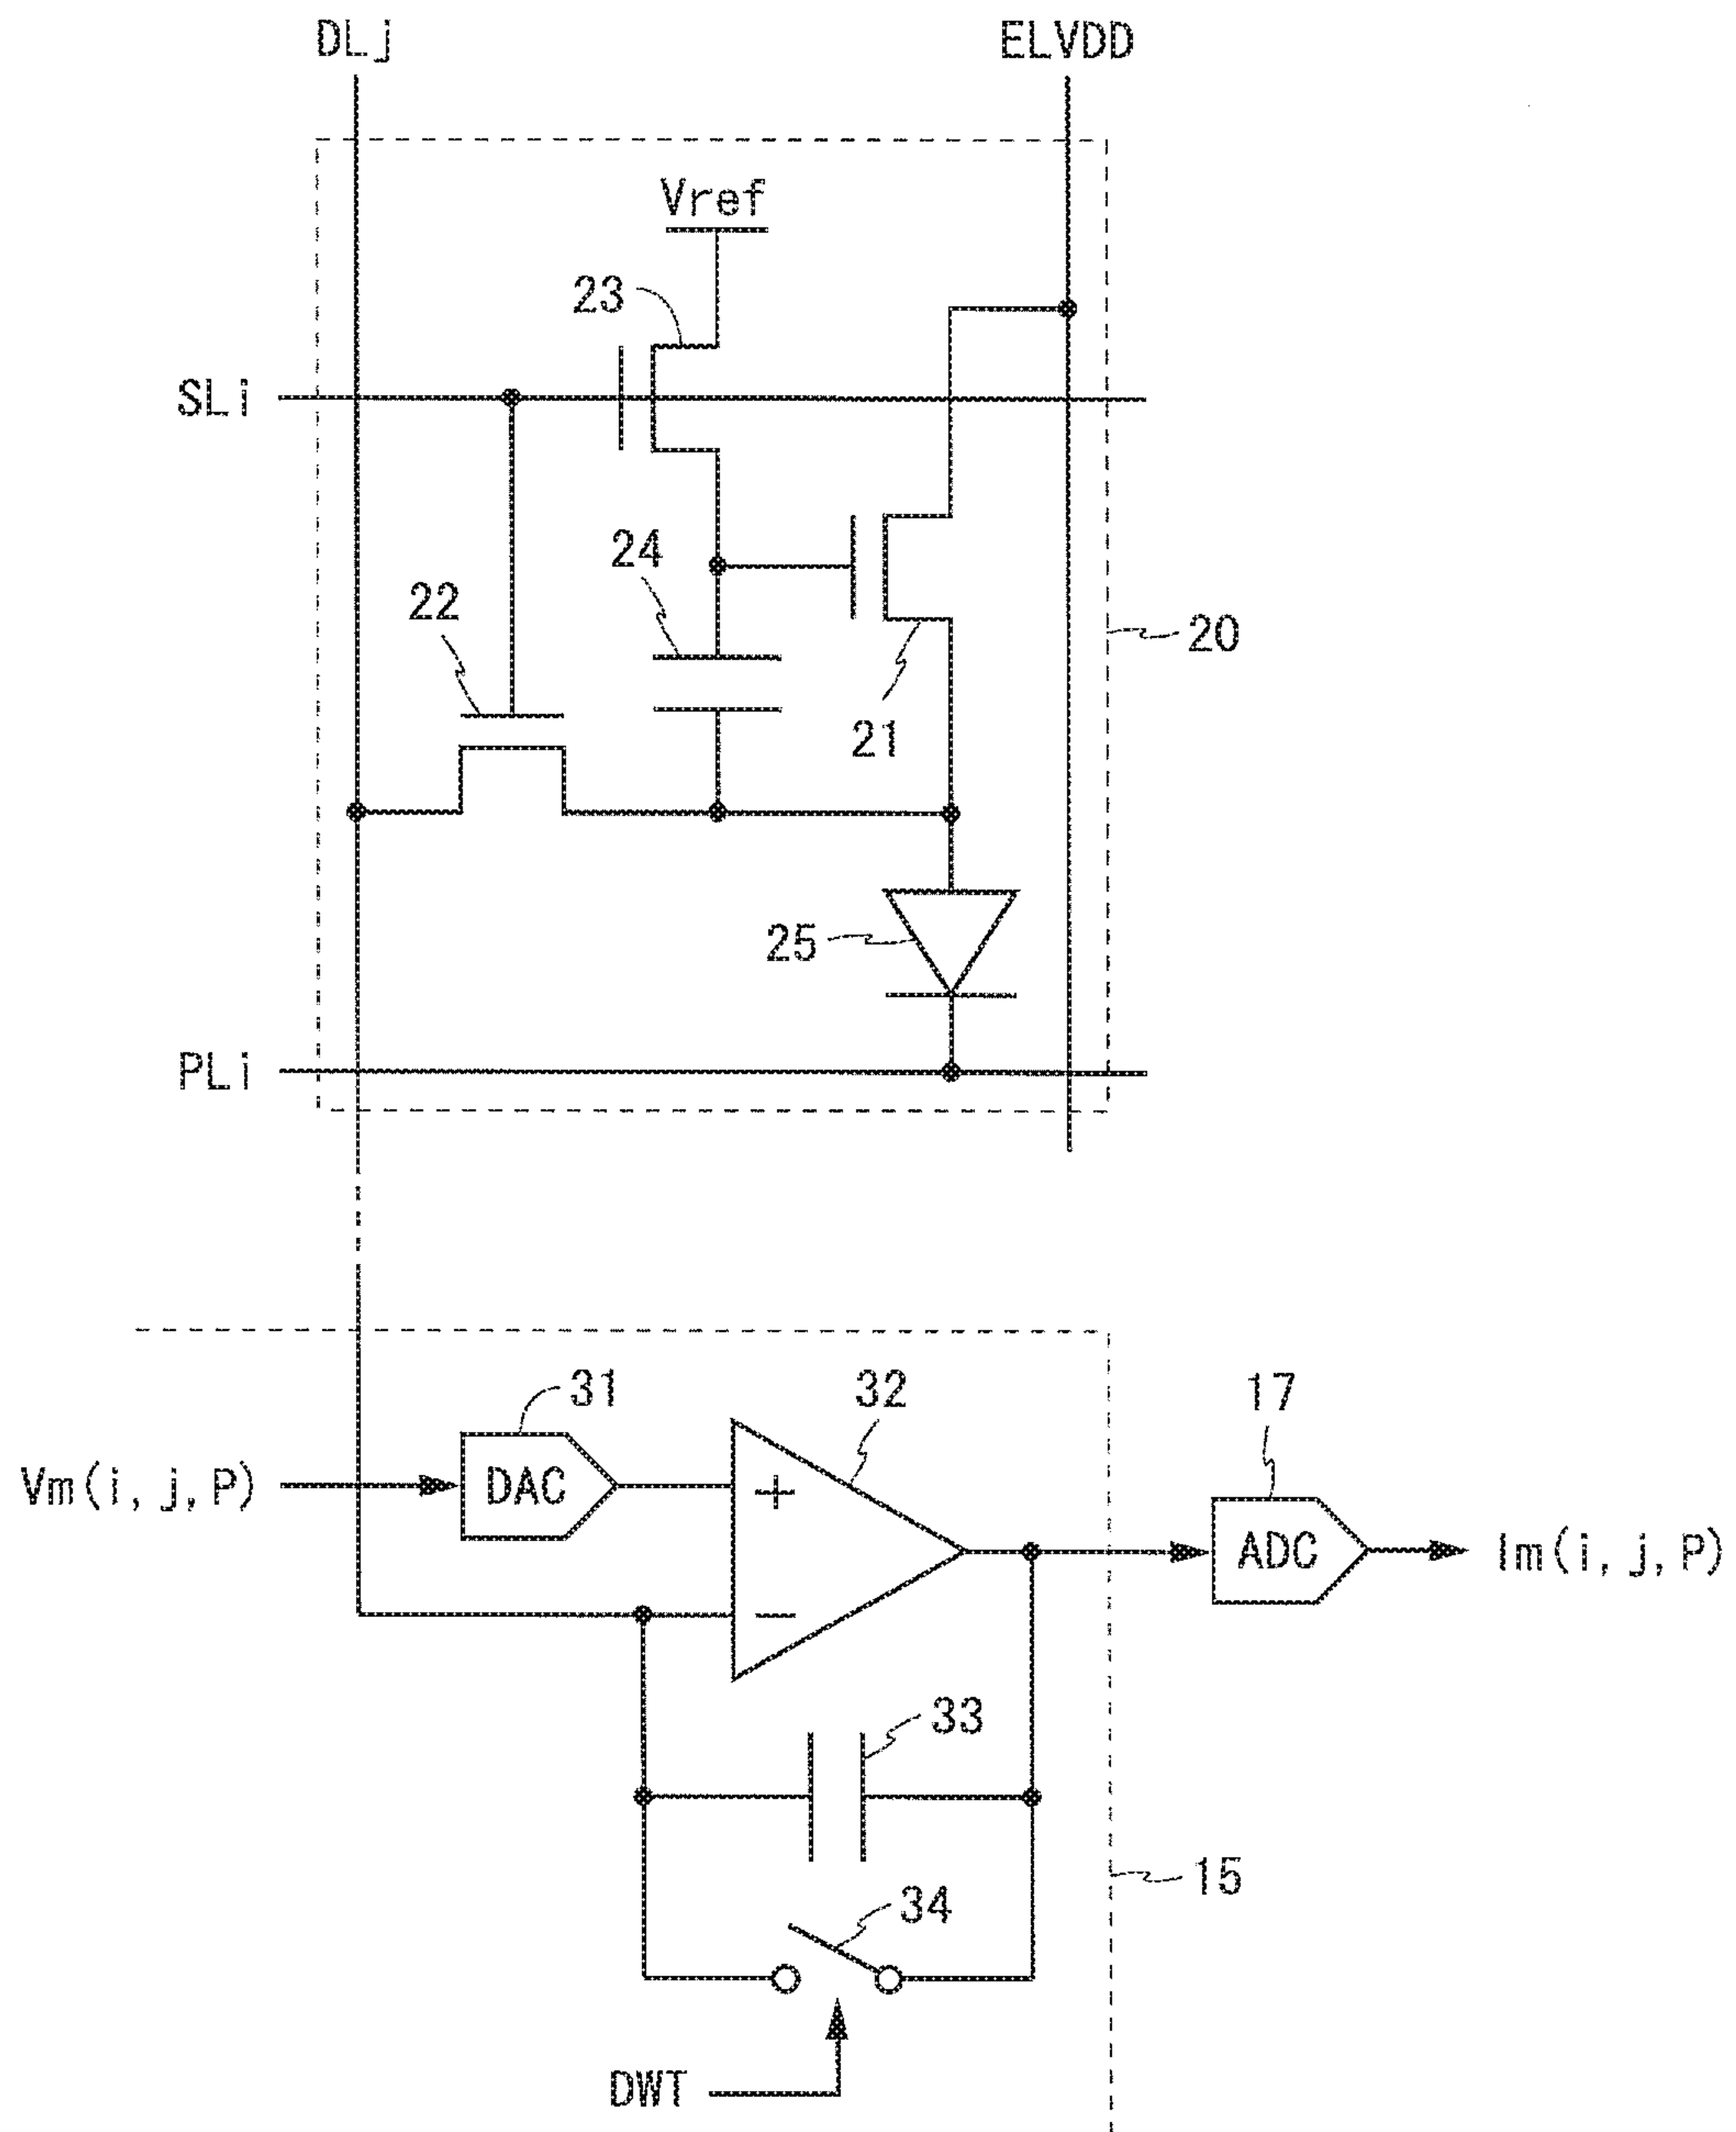 DLj
ELVDD
Vref
23
SLi
24
22
20
21
25
PLi
31
32
17
Vm(i,j,P)
DAC
+
ADC
Im(i,j,P)
−
33
15
34
DWT